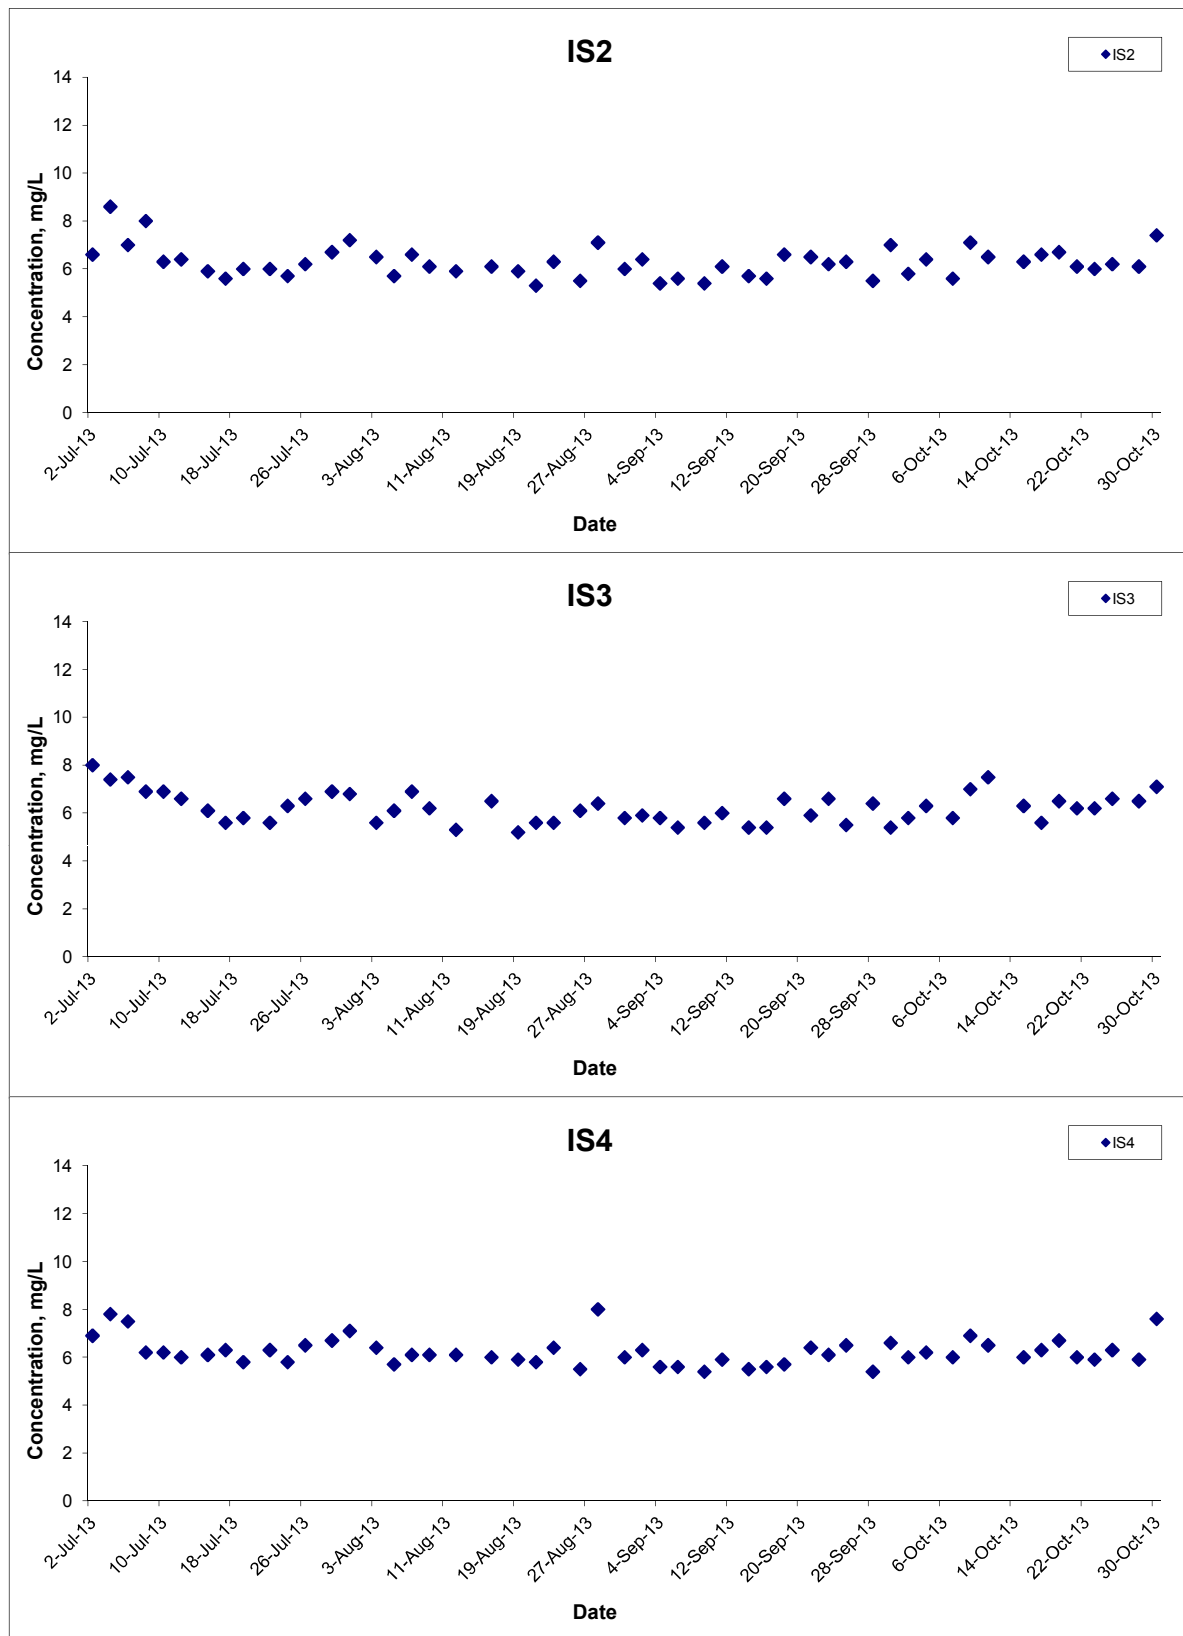 IS2
IS2
14
12
10
8
6
4
2
0
Concentration, mg/L
2-Jul-13
10-Jul-13
18-Jul-13
26-Jul-13
3-Aug-13
11-Aug-13
19-Aug-13
27-Aug-13
4-Sep-13
12-Sep-13
20-Sep-13
28-Sep-13
6-Oct-13
14-Oct-13
22-Oct-13
30-Oct-13
Date
IS3
IS3
14
12
10
8
6
4
2
0
Concentration, mg/L
2-Jul-13
10-Jul-13
18-Jul-13
26-Jul-13
3-Aug-13
11-Aug-13
19-Aug-13
27-Aug-13
4-Sep-13
12-Sep-13
20-Sep-13
28-Sep-13
6-Oct-13
14-Oct-13
22-Oct-13
30-Oct-13
Date
IS4
IS4
14
12
10
8
6
4
2
0
Concentration, mg/L
2-Jul-13
10-Jul-13
18-Jul-13
26-Jul-13
3-Aug-13
11-Aug-13
19-Aug-13
27-Aug-13
4-Sep-13
12-Sep-13
20-Sep-13
28-Sep-13
6-Oct-13
14-Oct-13
22-Oct-13
30-Oct-13
Date